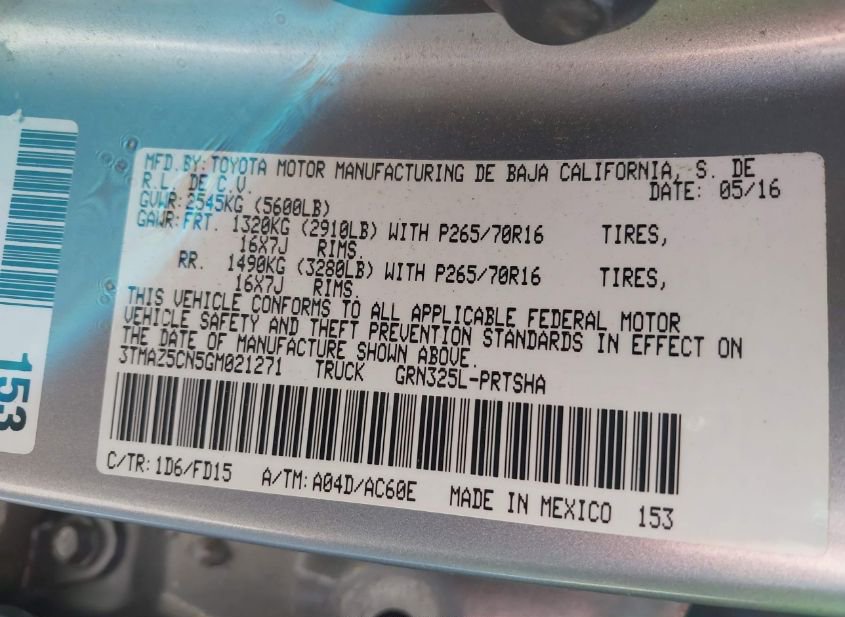 MFD. BY: TOYOTA MOTOR MANUFACTURING DE BAJA CALIFORNIA, S. DE
R.L. DE C.V. DATE: 05/16
GVWR: 2545KG (5600LB)
GAWR: FRT. 1320KG (2910LB) WITH P265/70R16 TIRES,
16X7J RIMS.
RR. 1490KG (3280LB) WITH P265/70R16 TIRES,
16X7J RIMS.
THIS VEHICLE CONFORMS TO ALL APPLICABLE FEDERAL MOTOR
VEHICLE SAFETY AND THEFT PREVENTION STANDARDS IN EFFECT ON
THE DATE OF MANUFACTURE SHOWN ABOVE.
3TMAZ5CN5GM021271 TRUCK GRN325L-PRTSHA
C/TR: 1D6/FD15 A/TM: A04D/AC60E MADE IN MEXICO 153
153